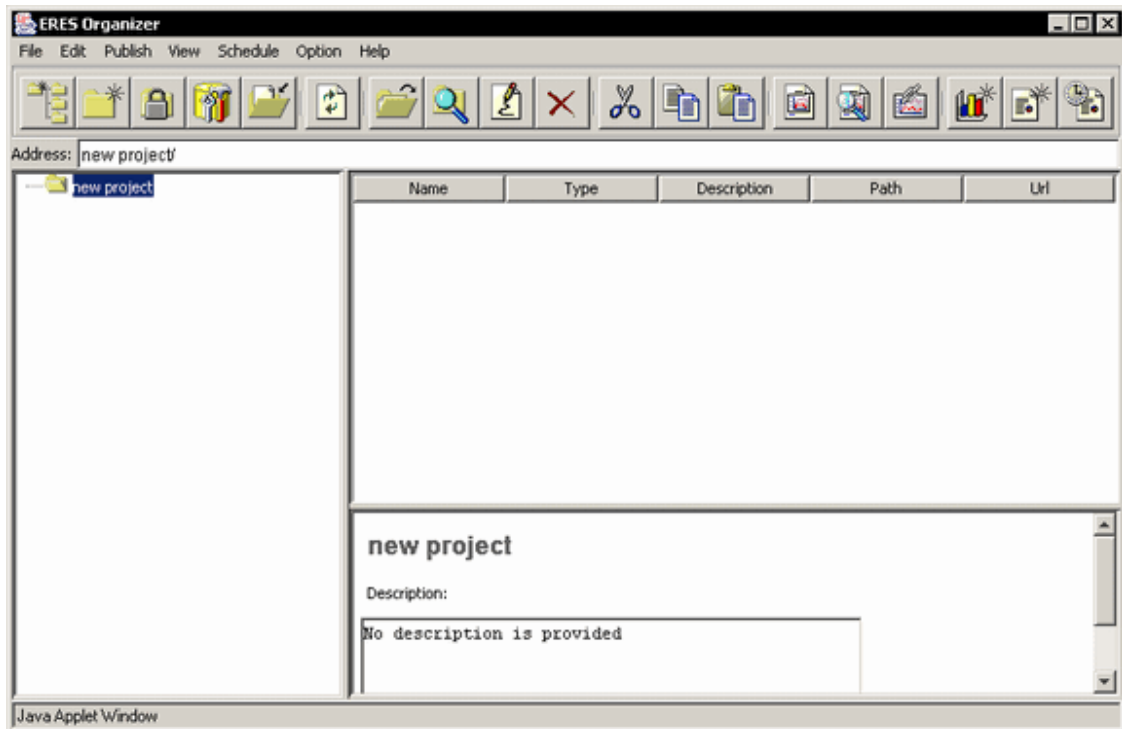 ERES Organizer
File Edit Publish View Schedule Option Help
Address: new project/
new project
Name Type Description Path Url
new project
Description:
No description is provided
Java Applet Window